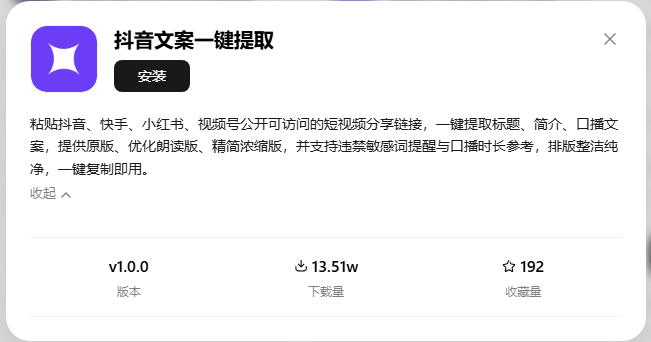 抖音文案一键提取
安装
粘贴抖音、快手、小红书、视频号公开可访问的短视频分享链接，一键提取标题、简介、口播文
案，提供原版、优化朗读版、精简浓缩版，并支持违禁敏感词提醒与口播时长参考，排版整洁纯
净，一键复制即用。
收起
v1.0.0 13.51w 192
版本 下载量 收藏量